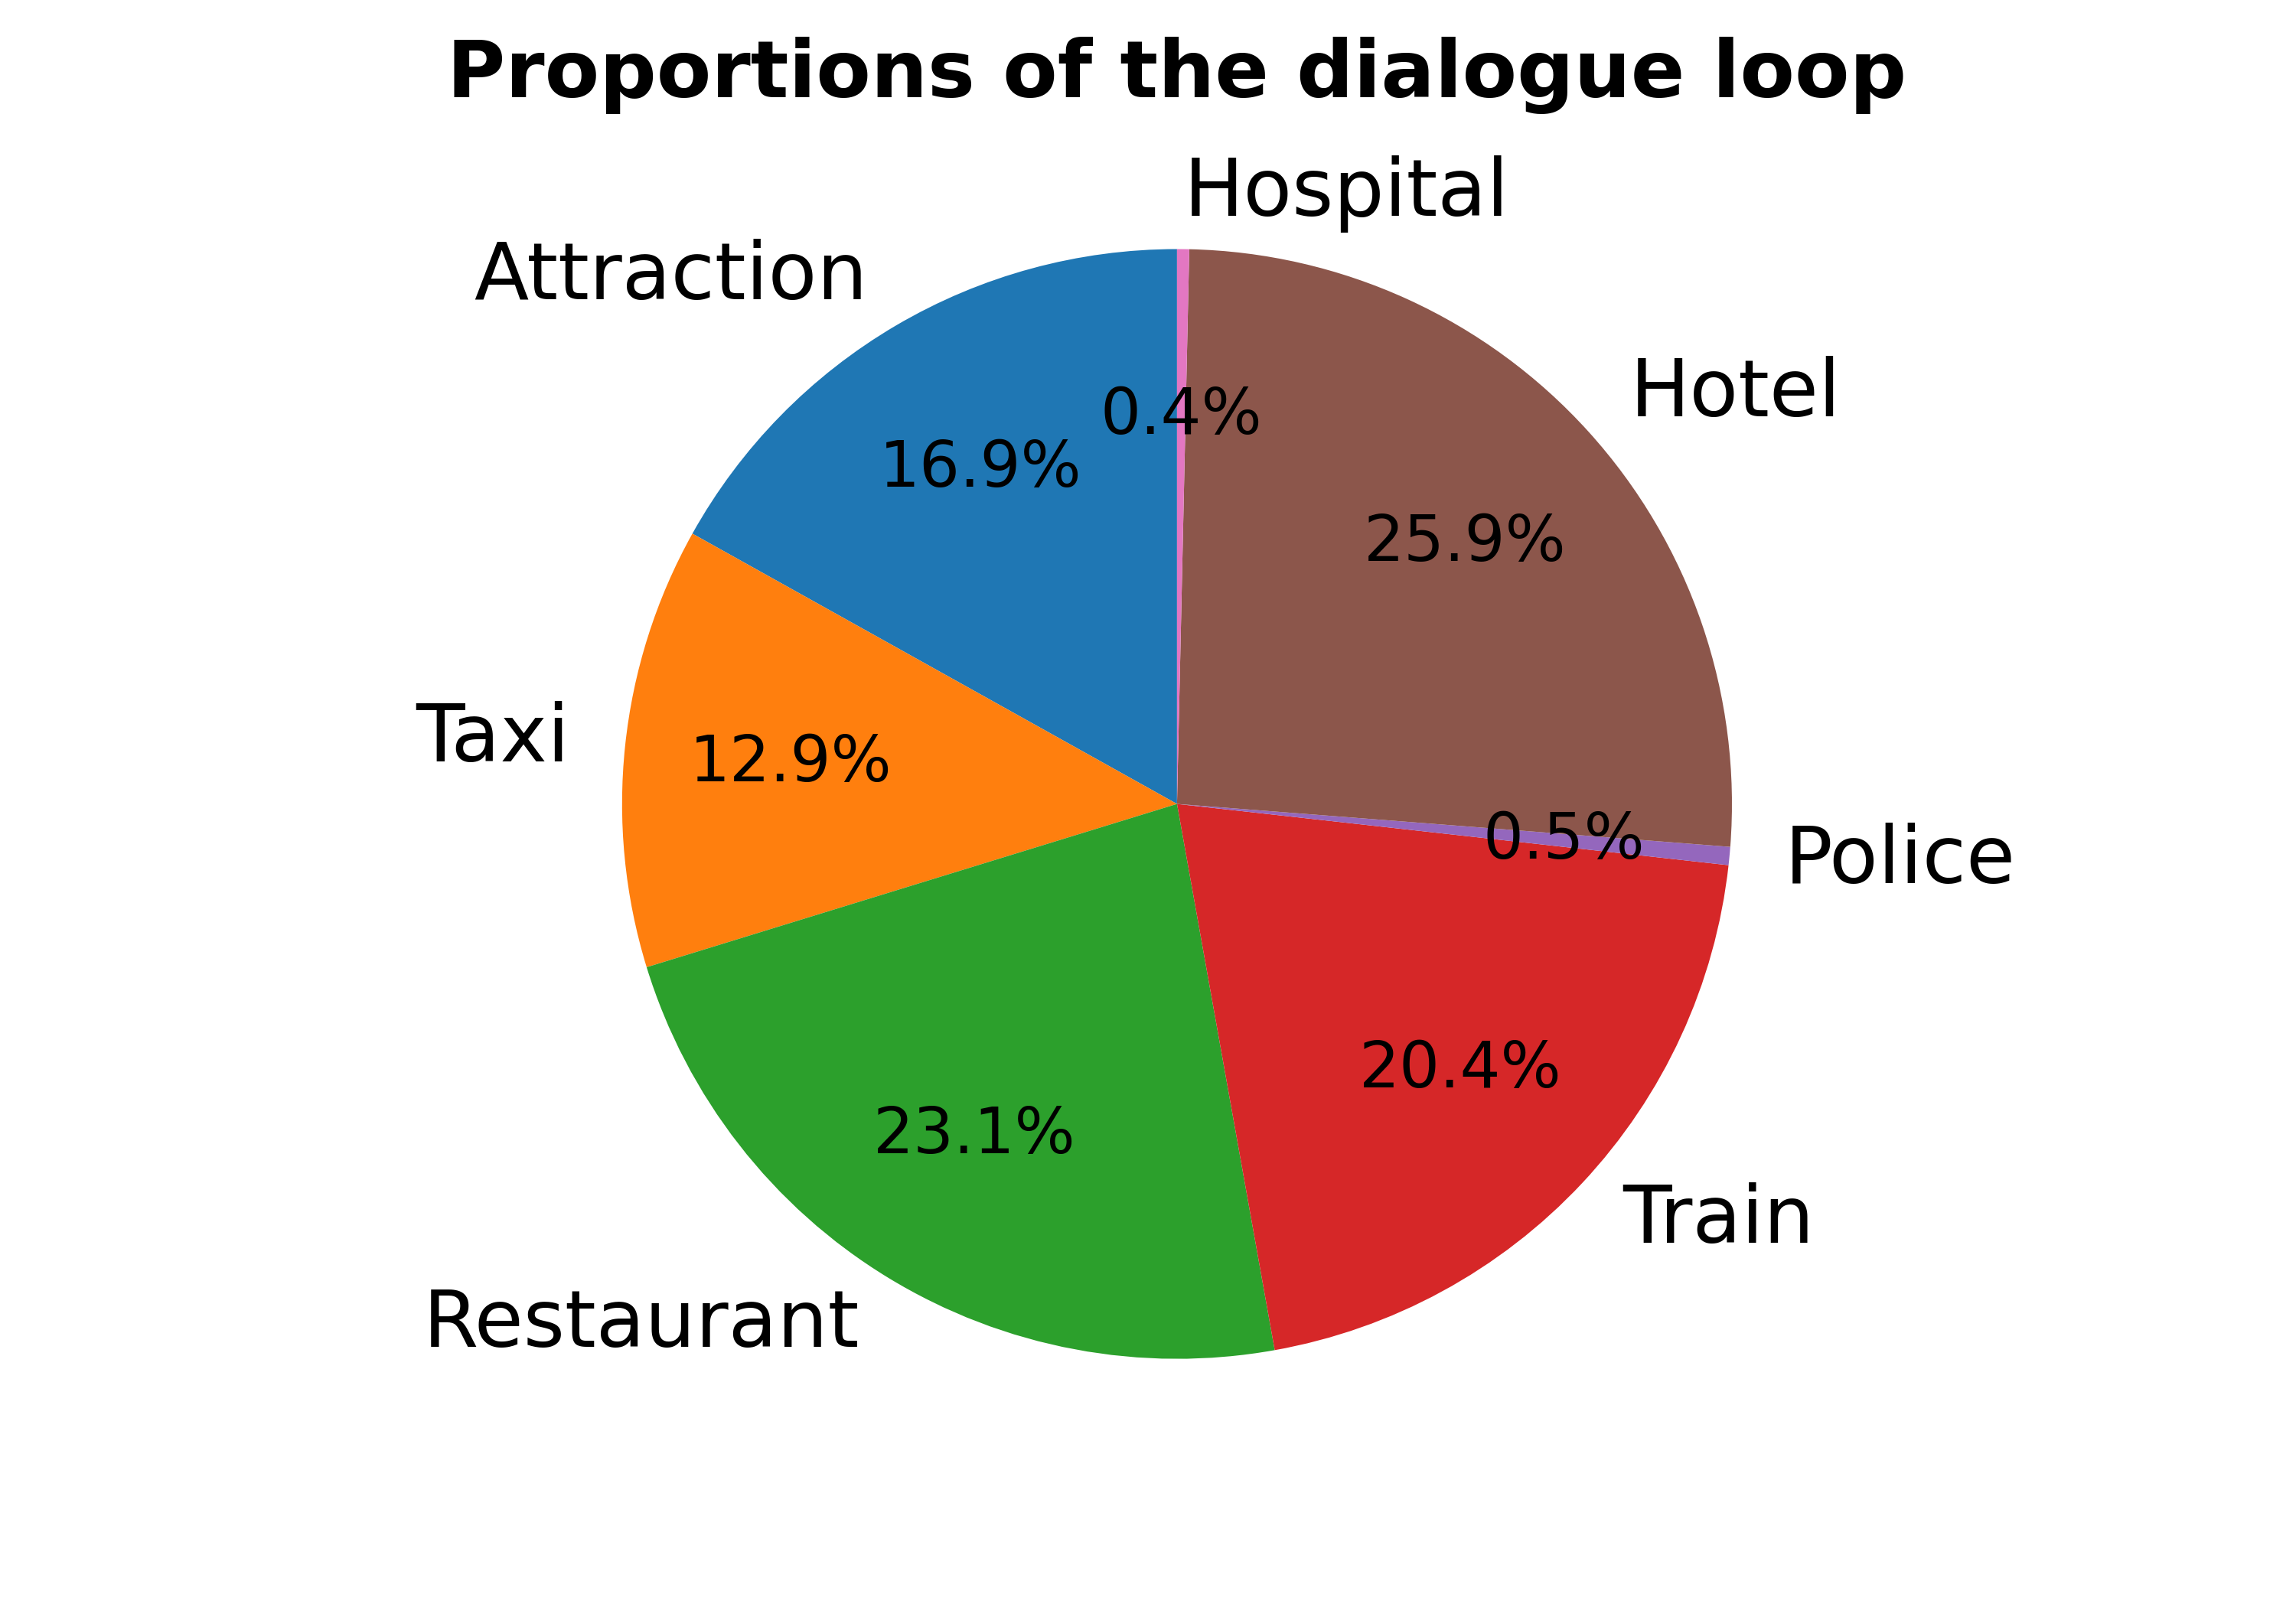 Proportions of the dialogue loop
Hospital
Attraction
Hotel
0.4%
16.9%
25.9%
Taxi
12.9%
0.5%
Police
20.4%
23.1%
Train
Restaurant